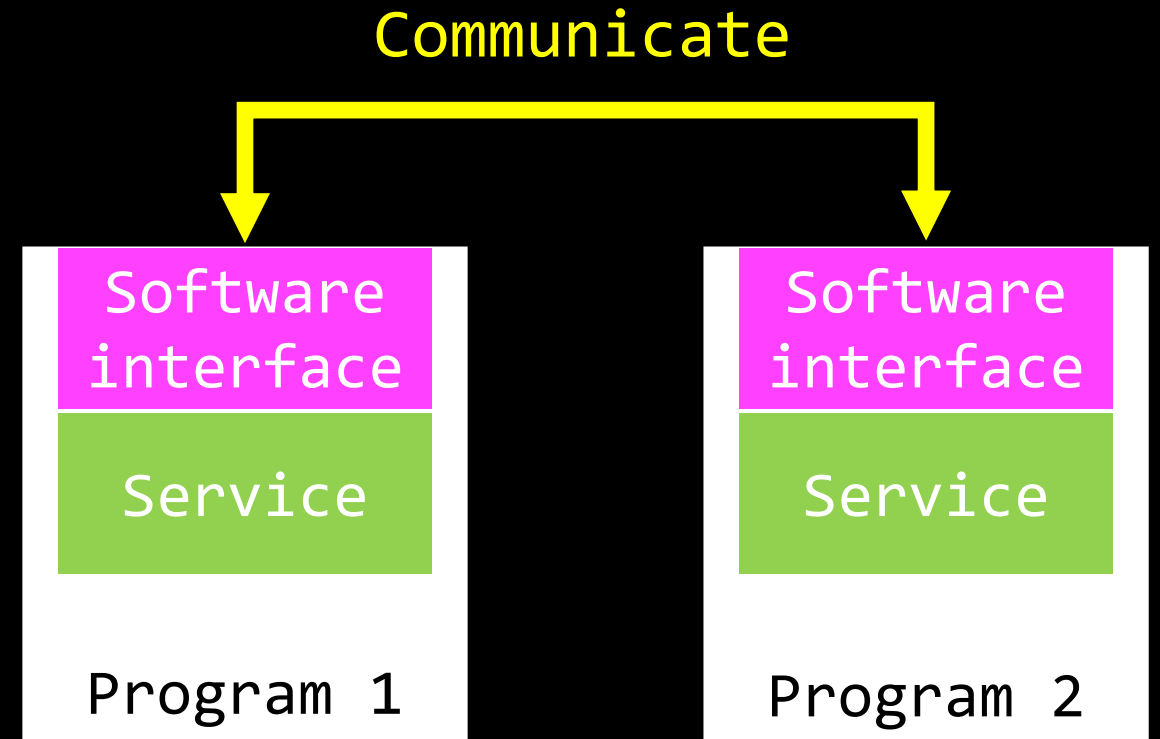 Communicate
Software
interface
Service
Program 1
Software
interface
Service
Program 2